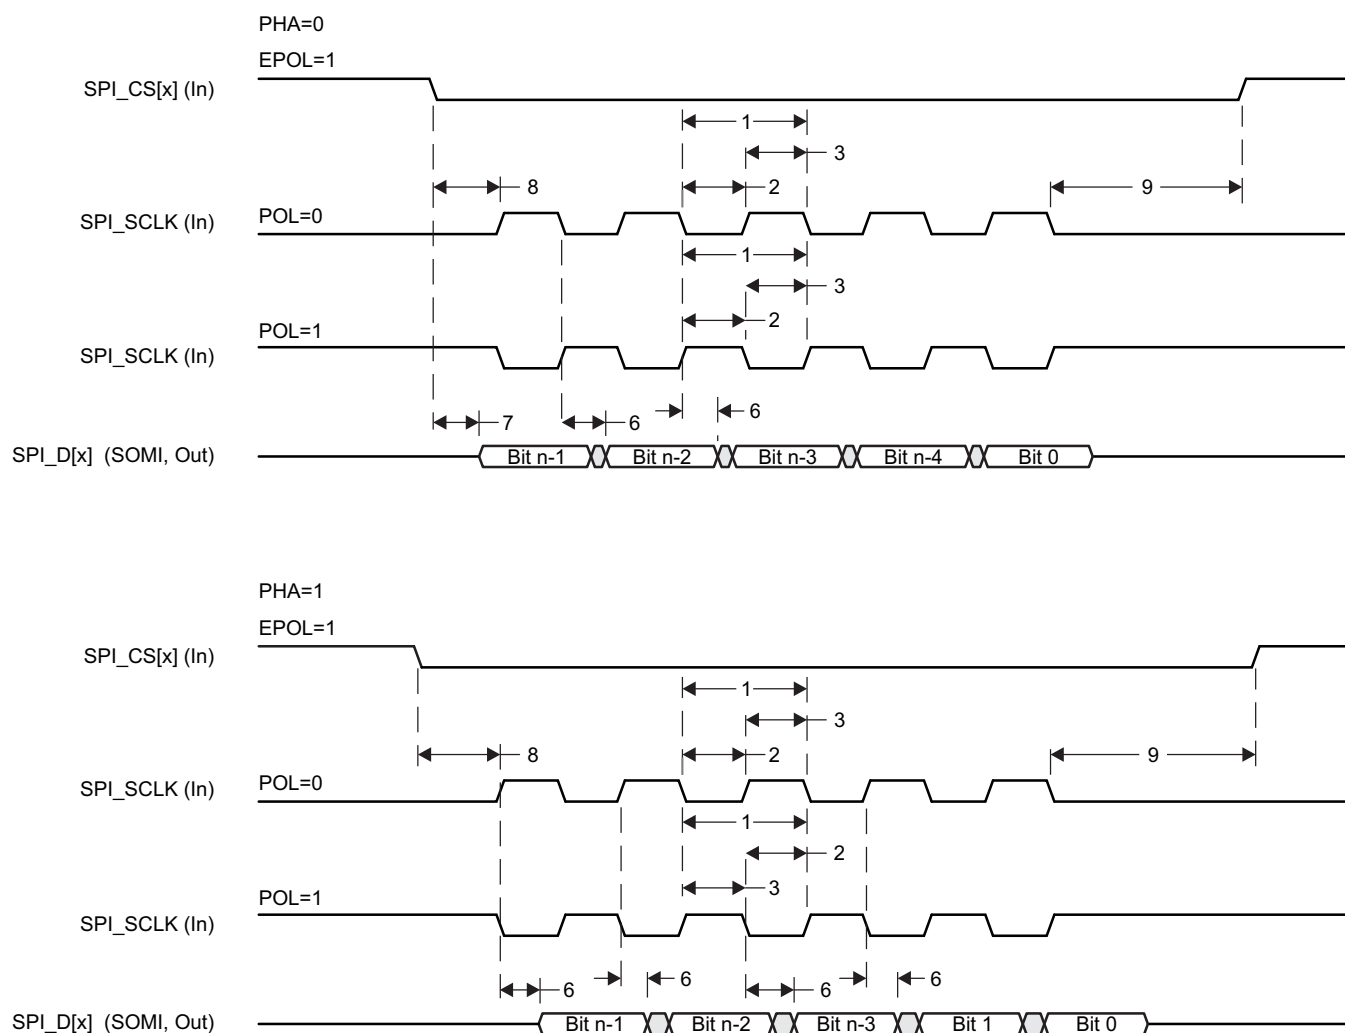 PHA=0
EPOL=1
SPI_CS[x] (In)
1
3
8 2 9
SPI_SCLK (In) POL=0
1
3
2
POL=1
SPI_SCLK (In)
7 6 6
SPI_D[x] (SOMI, Out) Bit n-1 Bit n-2 Bit n-3 Bit n-4 Bit 0
PHA=1
EPOL=1
SPI_CS[x] (In)
1
3
8 2 9
SPI_SCLK (In) POL=0
1
2
3
POL=1
SPI_SCLK (In)
6 6 6 6
SPI_D[x] (SOMI, Out) Bit n-1 Bit n-2 Bit n-3 Bit 1 Bit 0